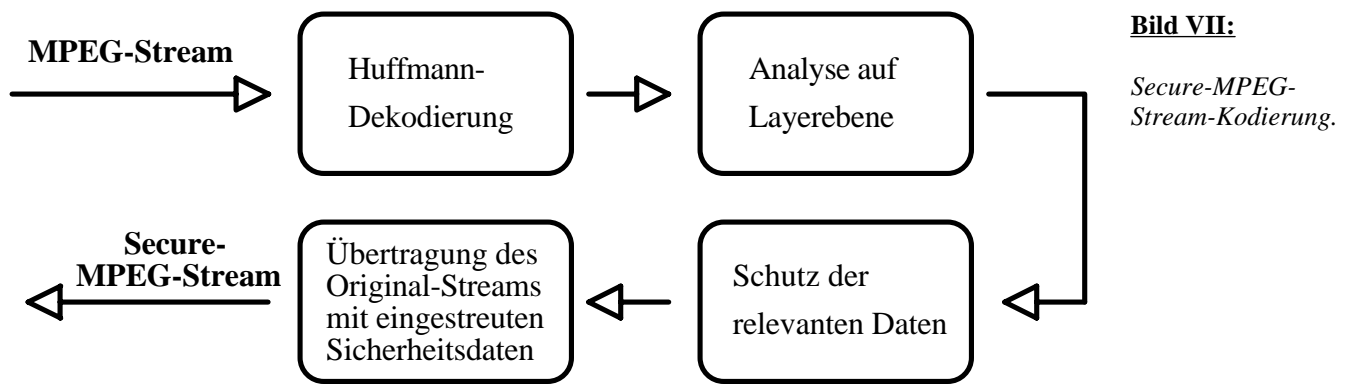 MPEG-Stream
Huffmann-
Dekodierung
Analyse auf
Layerebene
Bild VII:
Secure-MPEG-
Stream-Kodierung.
Schutz der
relevanten Daten
Übertragung des
Original-Streams
mit eingestreuten
Sicherheitsdaten
Secure-
MPEG-Stream